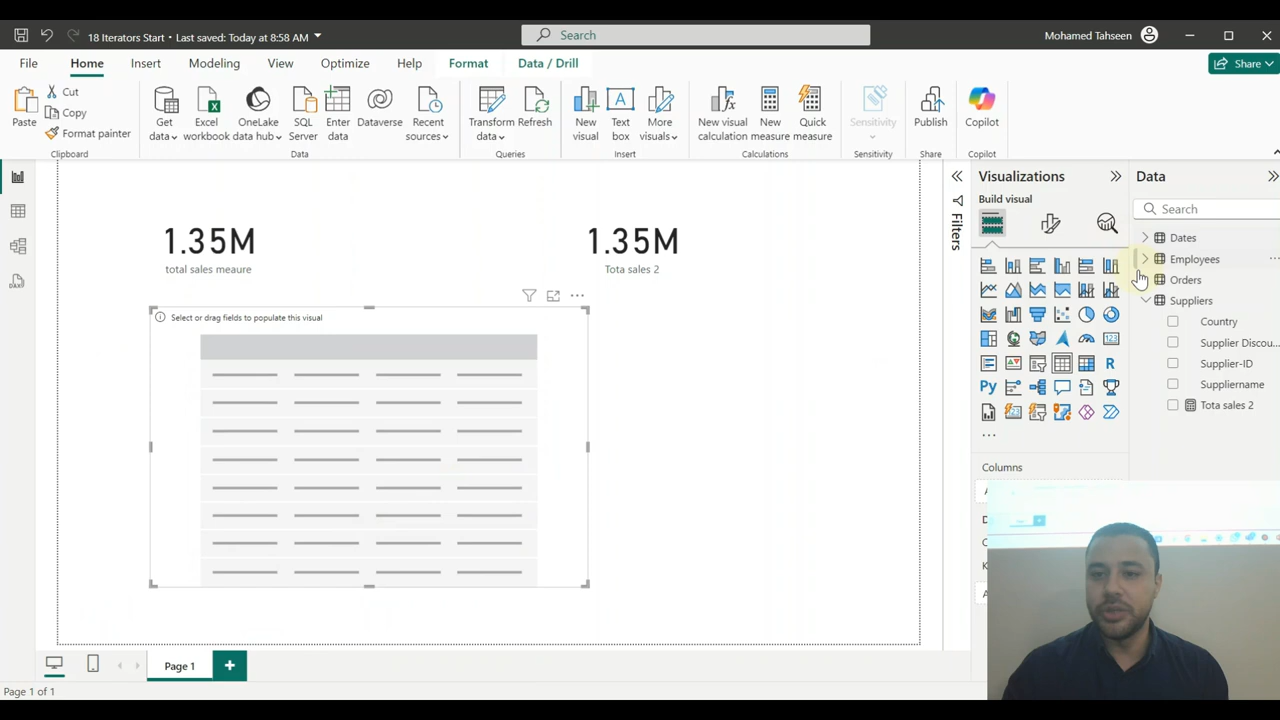 18 Iterators Start • Last saved: Today at 8:58 AM
Search
Mohamed Tahseen
File
Home
Insert
Modeling
View
Optimize
Help
Format
Data / Drill
Share
Paste
Cut
Copy
Format painter
Clipboard
Get data
Excel workbook
OneLake data hub
SQL Server
Enter data
Dataverse
Recent sources
Data
Transform data
Refresh
Queries
New visual
Text box
More visuals
Insert
New visual calculation
New measure
Quick measure
Calculations
Sensitivity
Sensitivity
Publish
Share
Copilot
Copilot
1.35M
total sales meaure
1.35M
Tota sales 2
Select or drag fields to populate this visual
Filters
Visualizations
Build visual
123
R
Py
Columns
Data
Search
Dates
Employees
Orders
Suppliers
Country
Supplier Discou...
Supplier-ID
Suppliername
Tota sales 2
Page 1
Page 1 of 1